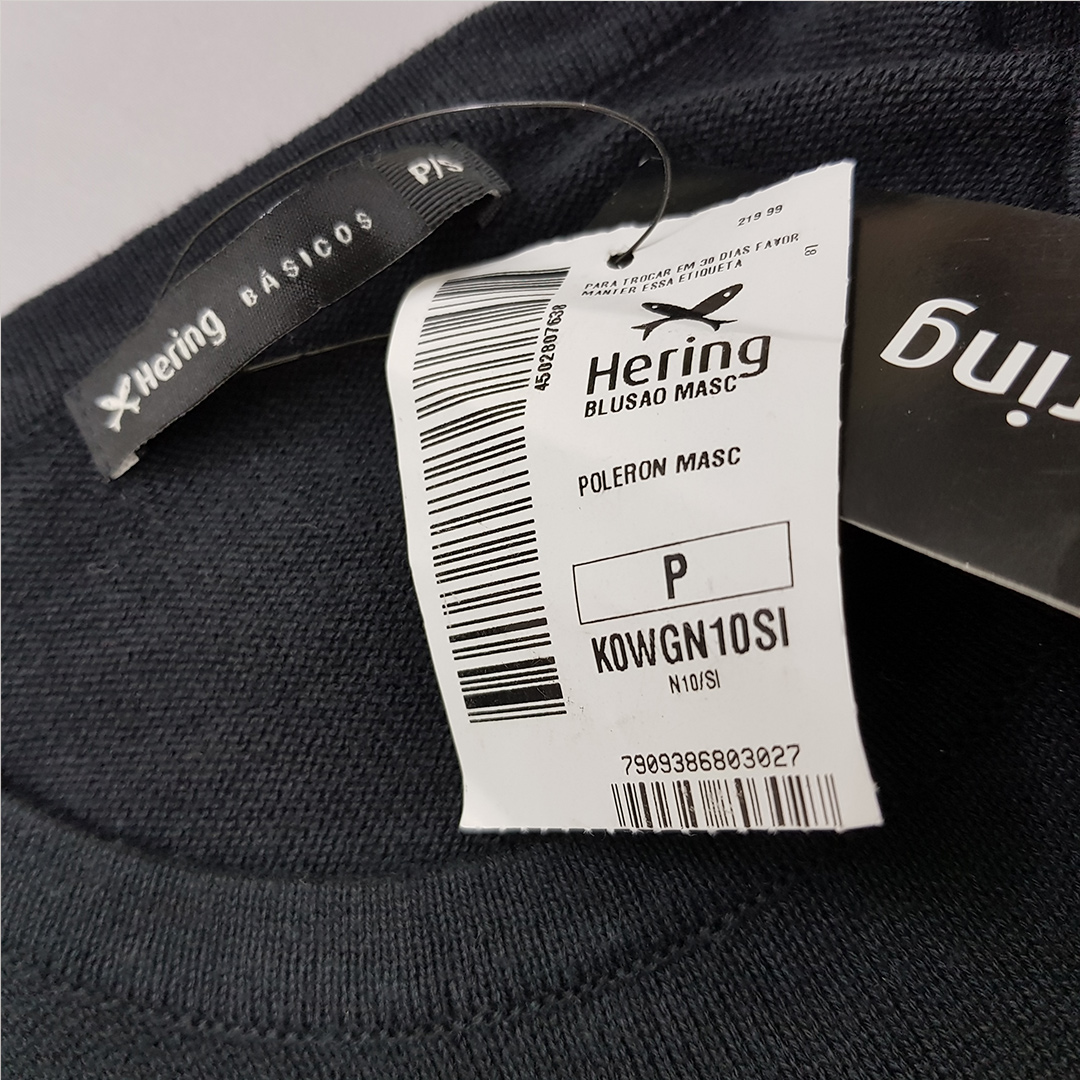 P/S
Hering BÁSICOS
219 99
81
PARA TROCAR EM 30 DIAS FAVOR
MANTER ESSA ETIQUETA
Hering
BLUSAO MASC
4502807638
POLERON MASC
P
K0WGN10SI
N10/SI
7909386803027
ring